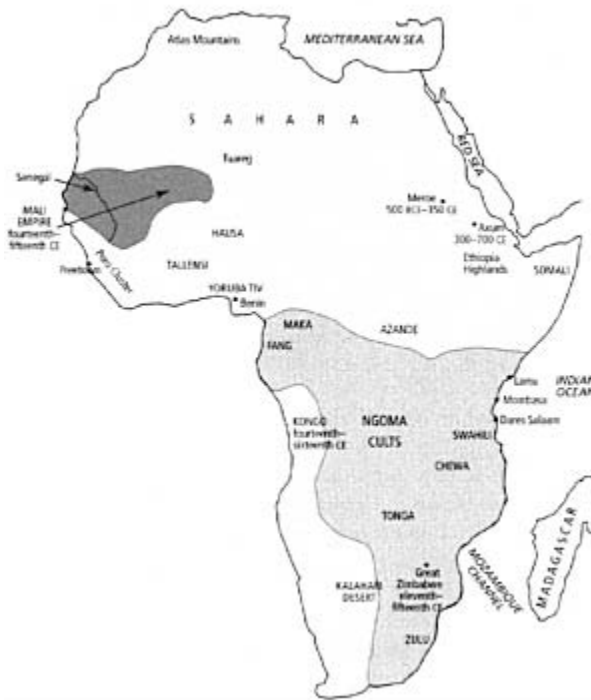 MEDITERRANEAN SEA
Atlas Mountains
S A H A R A
RED SEA
Tuareg
Senegal
MALI
EMPIRE
fourteenth–
fifteenth CE
Meroe
500 BCE–350 CE
Axum
300–700 CE
Ethiopia
Highlands
SOMALI
HAUSA
TALLENSI
Freetown
Poro Cluster
YORUBA TIV
Benin
MAKA
FANG
AZANDE
Lamu
INDIAN
OCEAN
Mombasa
Dares Salaam
KONGO
fourteenth–
sixteenth CE
NGOMA
CULTS
SWAHILI
CHEWA
TONGA
Great
Zimbabwe
eleventh–
fifteenth CE
MOZAMBIQUE
CHANNEL
MADAGASCAR
KALAHARI
DESERT
ZULU